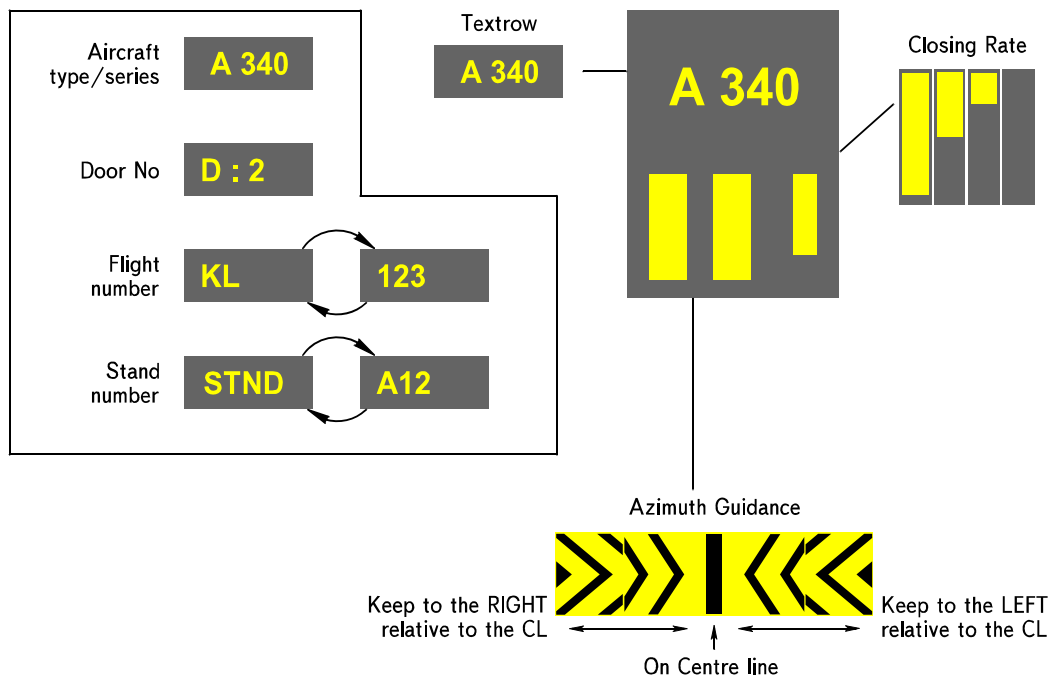 Aircraft
type/series
A 340
Door No
D : 2
Flight
number
KL
123
Stand
number
STND
A12
Textrow
A 340
A 340
Closing Rate
Azimuth Guidance
Keep to the RIGHT
relative to the CL
On Centre line
Keep to the LEFT
relative to the CL